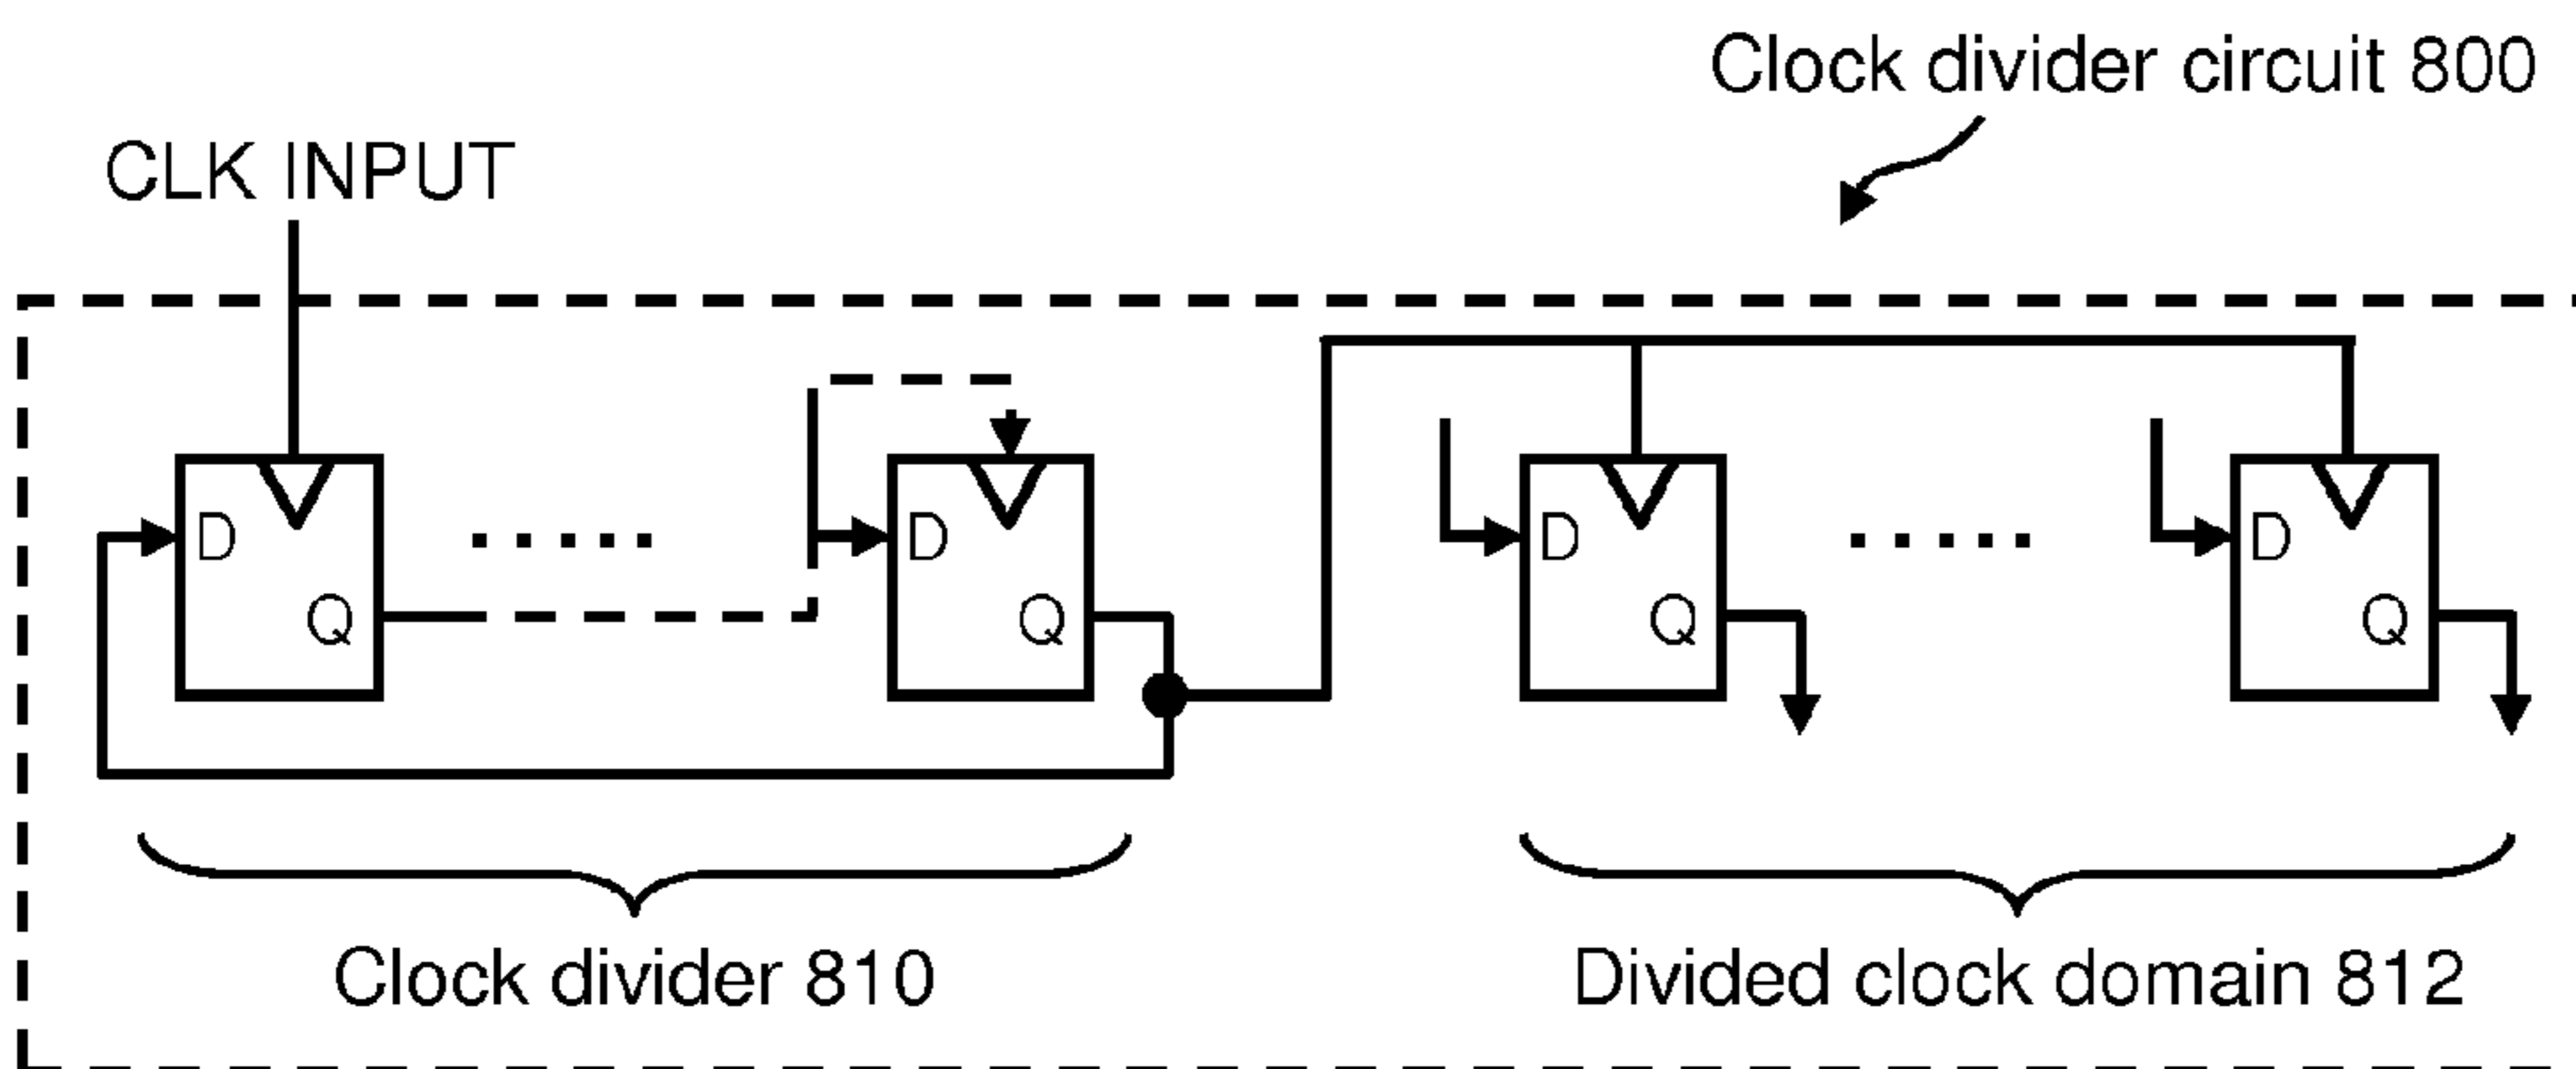 Clock divider circuit 800
CLK INPUT
D
Q
D
Q
D
Q
D
Q
Clock divider 810
Divided clock domain 812